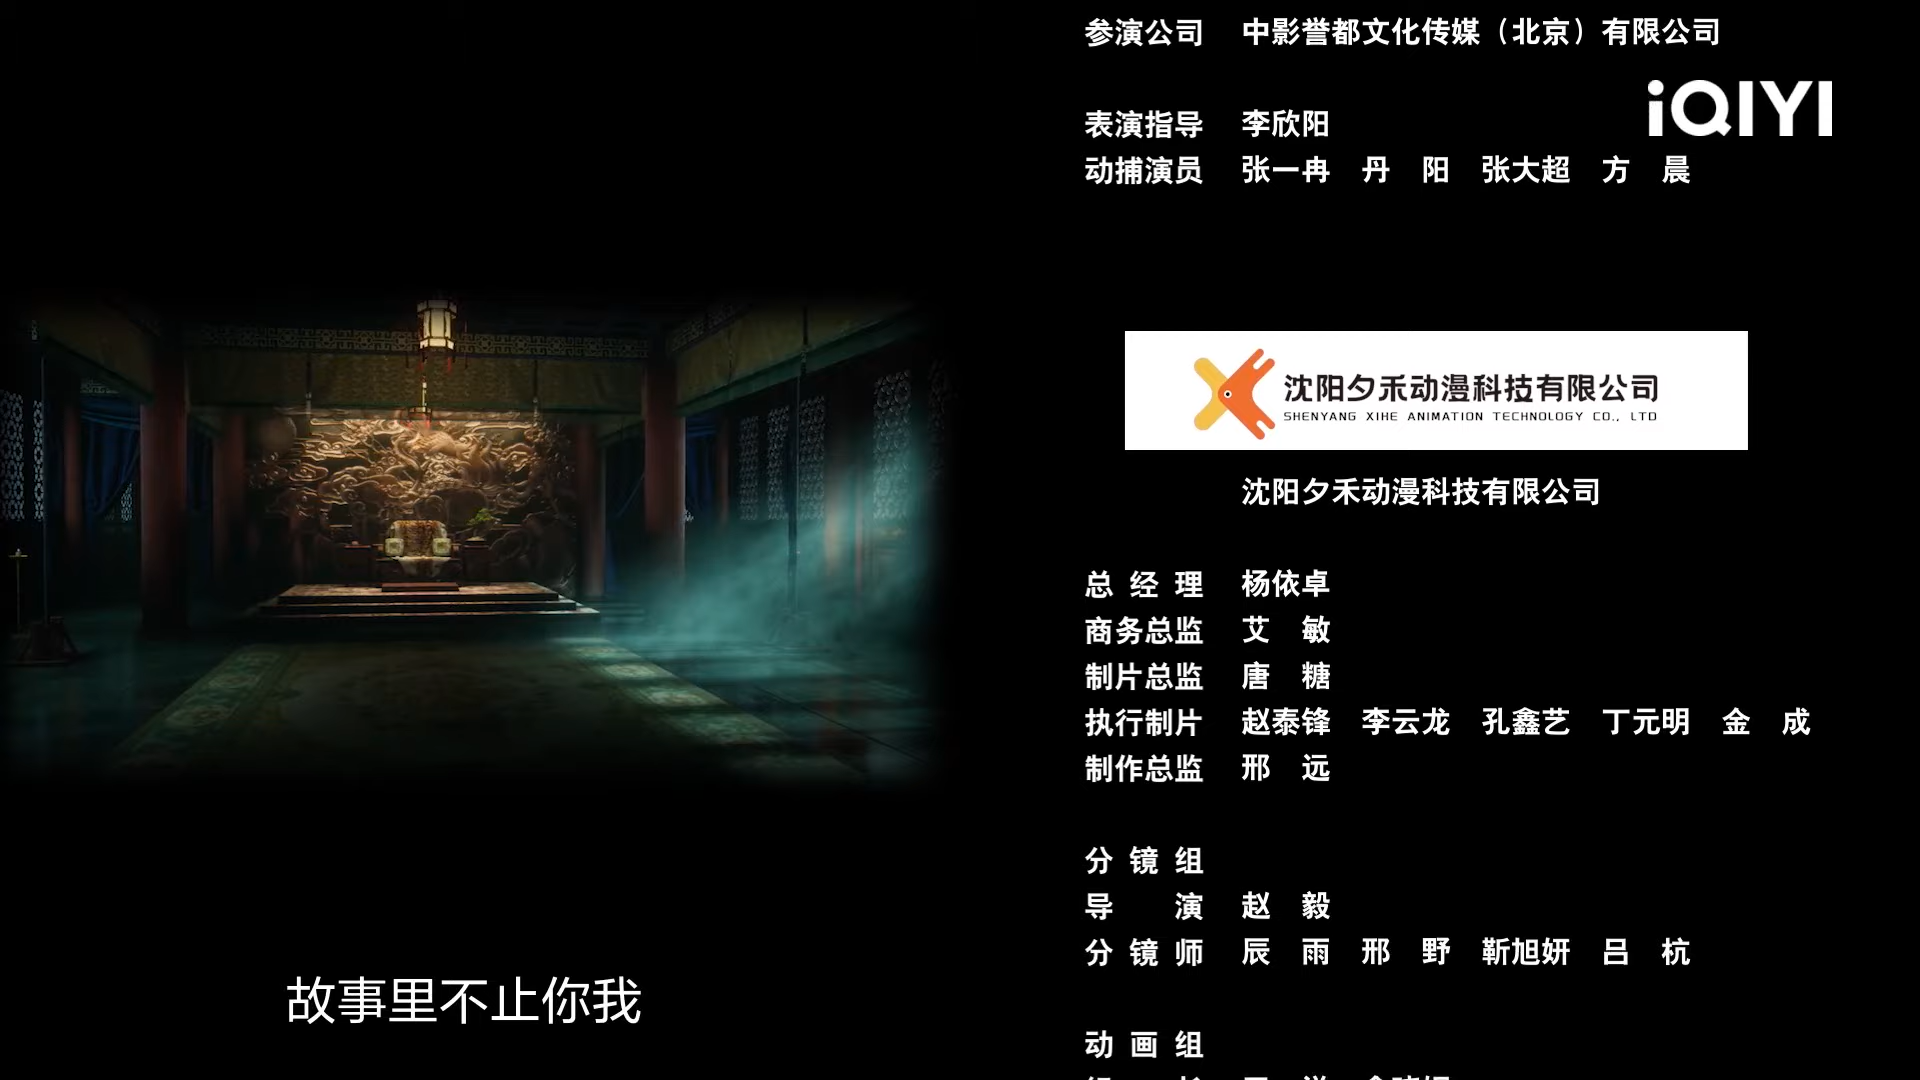 参演公司 中影誉都文化传媒（北京）有限公司
iQIYI
表演指导 李欣阳
动捕演员 张一冉 丹 阳 张大超 方 晨
沈阳夕禾动漫科技有限公司
SHENYANG XIHE ANIMATION TECHNOLOGY CO., LTD
沈阳夕禾动漫科技有限公司
总 经 理 杨依卓
商务总监 艾 敏
制片总监 唐 糖
执行制片 赵泰锋 李云龙 孔鑫艺 丁元明 金 成
制作总监 邢 远
分 镜 组
导 演 赵 毅
分 镜 师 辰 雨 邢 野 靳旭妍 吕 杭
故事里不止你我
动 画 组